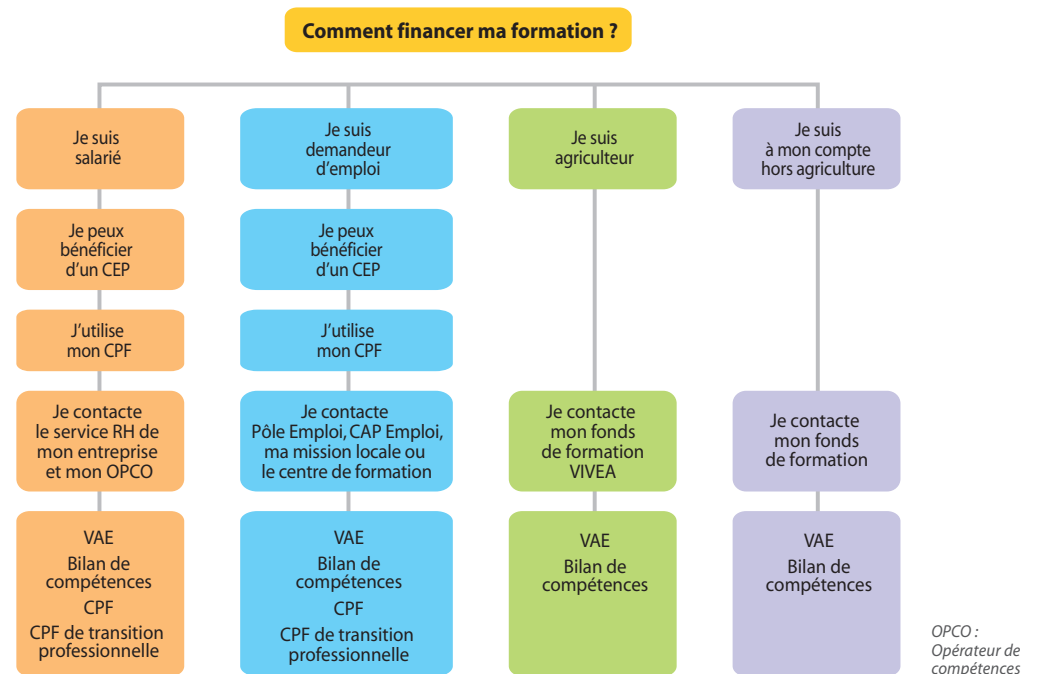 Comment financer ma formation ?
Je suis
salarié
Je peux
bénéficier
d'un CEP
J'utilise
mon CPF
Je contacte
le service RH de
mon entreprise
et mon OPCO
VAE
Bilan de
compétences
CPF
CPF de transition
professionnelle
Je suis
demandeur
d'emploi
Je peux
bénéficier
d'un CEP
J'utilise
mon CPF
Je contacte
Pôle Emploi, CAP Emploi,
ma mission locale ou
le centre de formation
VAE
Bilan de
compétences
CPF
CPF de transition
professionnelle
Je suis
agriculteur
Je contacte
mon fonds
de formation
VIVEA
VAE
Bilan de
compétences
Je suis
à mon compte
hors agriculture
Je contacte
mon fonds
de formation
VAE
Bilan de
compétences
OPCO :
Opérateur de
compétences